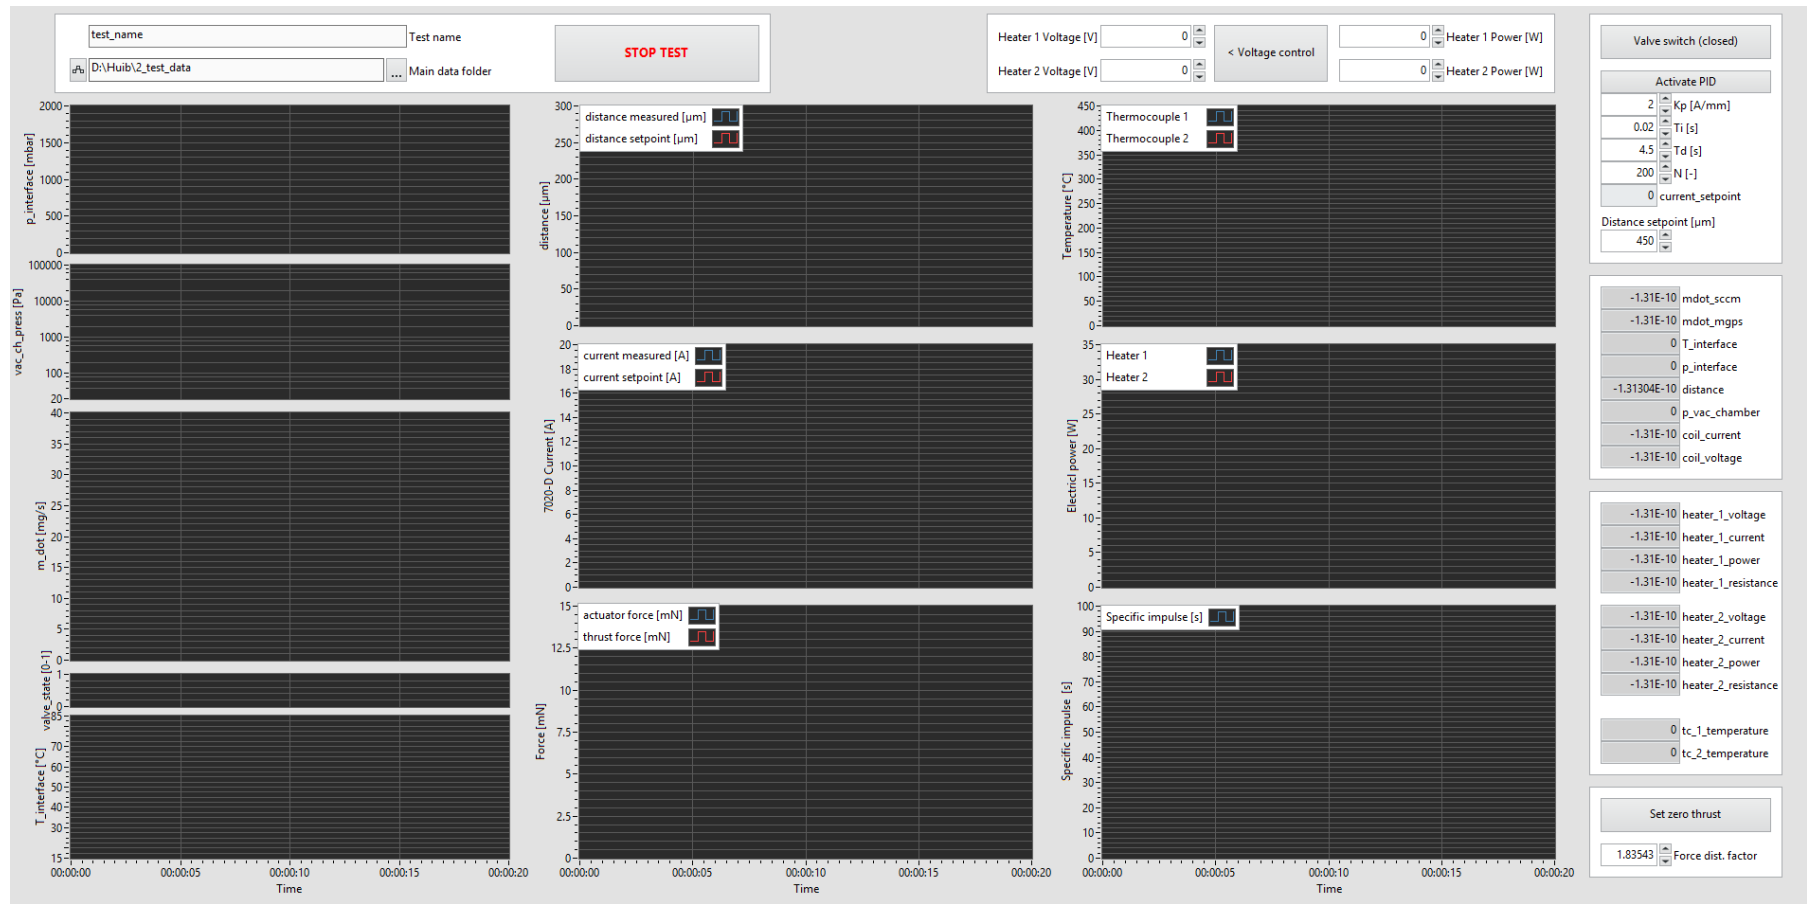 test_name Test name
D:\Huib\2_test_data ... Main data folder
STOP TEST
Heater 1 Voltage [V] 0
Heater 2 Voltage [V] 0
< Voltage control
0 Heater 1 Power [W]
0 Heater 2 Power [W]
Valve switch (closed)
Activate PID
2 Kp [A/mm]
0.02 Ti [s]
4.5 Td [s]
200 N [-]
0 current_setpoint
Distance setpoint [µm]
450
p_interface [mbar]
2000
1500
1000
500
0
vac_ch_press [Pa]
100000
10000
1000
100
20
m_dot [mg/s]
40
35
30
25
20
15
10
5
0
valve_state [0-1]
1
0
T_interface [°C]
85
70
60
50
40
30
15
00:00:00 00:00:05 00:00:10 00:00:15 00:00:20
Time
distance measured [µm]
distance setpoint [µm]
distance [µm]
300
250
200
150
100
50
0
current measured [A]
current setpoint [A]
7020-D Current [A]
20
18
16
14
12
10
8
6
4
2
0
actuator force [mN]
thrust force [mN]
Force [mN]
15
12.5
10
7.5
5
2.5
0
00:00:00 00:00:05 00:00:10 00:00:15 00:00:20
Time
Thermocouple 1
Thermocouple 2
Temperature [°C]
450
400
350
300
250
200
150
100
50
0
Heater 1
Heater 2
Electricl power [W]
35
30
25
20
15
10
5
0
Specific impulse [s]
Specific impulse [s]
100
90
80
70
60
50
40
30
20
10
0
00:00:00 00:00:05 00:00:10 00:00:15 00:00:20
Time
-1.31E-10 mdot_sccm
-1.31E-10 mdot_mgps
0 T_interface
0 p_interface
-1.31304E-10 distance
0 p_vac_chamber
-1.31E-10 coil_current
-1.31E-10 coil_voltage
-1.31E-10 heater_1_voltage
-1.31E-10 heater_1_current
-1.31E-10 heater_1_power
-1.31E-10 heater_1_resistance
-1.31E-10 heater_2_voltage
-1.31E-10 heater_2_current
-1.31E-10 heater_2_power
-1.31E-10 heater_2_resistance
0 tc_1_temperature
0 tc_2_temperature
Set zero thrust
1.83543 Force dist. factor